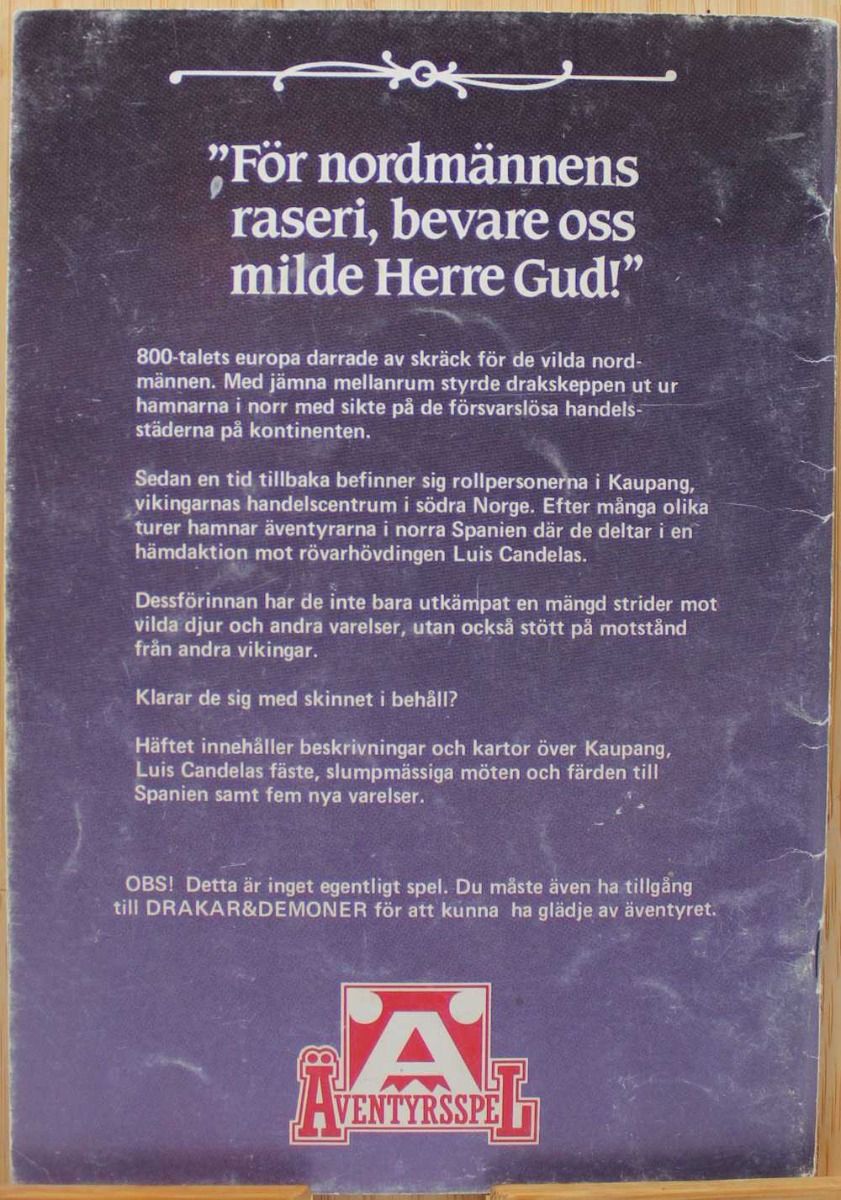 ”För nordmännens
raseri, bevare oss
milde Herre Gud!”
800-talets europa darrade av skräck för de vilda nord-
männen. Med jämna mellanrum styrde drakskeppen ut ur
hamnarna i norr med sikte på de försvarslösa handels-
städerna på kontinenten.
Sedan en tid tillbaka befinner sig rollpersonerna i Kaupang,
vikingarnas handelscentrum i södra Norge. Efter många olika
turer hamnar äventyrarna i norra Spanien där de deltar i en
hämdaktion mot rövarhövdingen Luis Candelas.
Dessförinnan har de inte bara utkämpat en mängd strider mot
vilda djur och andra varelser, utan också stött på motstånd
från andra vikingar.
Klarar de sig med skinnet i behåll?
Häftet innehåller beskrivningar och kartor över Kaupang,
Luis Candelas fäste, slumpmässiga möten och färden till
Spanien samt fem nya varelser.
OBS! Detta är inget egentligt spel. Du måste även ha tillgång
till DRAKAR&DEMONER för att kunna ha glädje av äventyret.
Ä
ÄVENTYRSSPEL